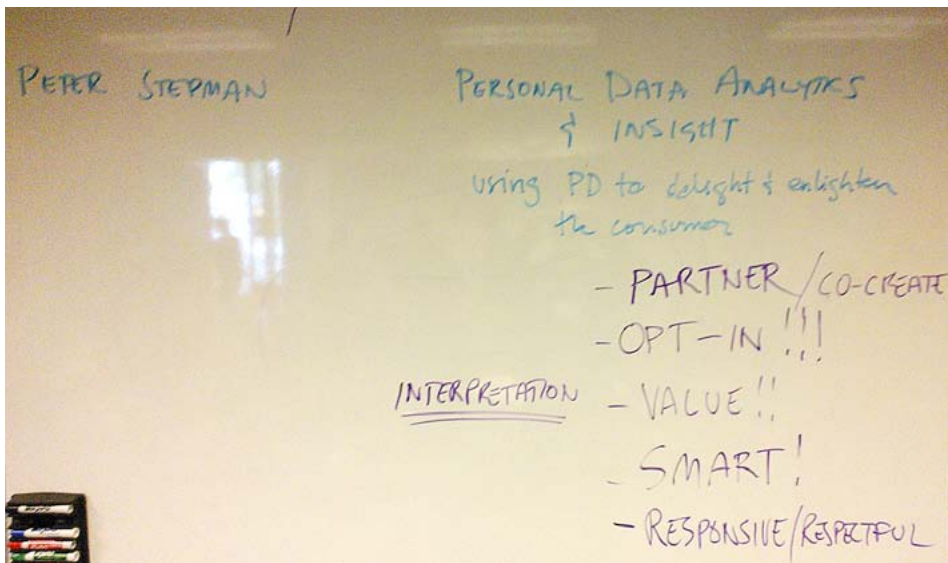 PETER STEPMAN
PERSONAL DATA ANALYTICS
& INSIGHT
using PD to delight & enlighten
the consumer
- PARTNER/CO-CREATE
- OPT-IN!!!
INTERPRETATION - VALUE!!
- SMART!
- RESPONSIVE/RESPECTFUL